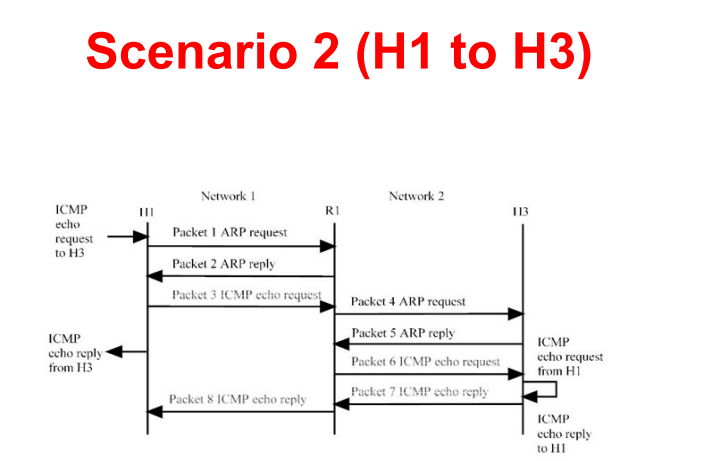 Scenario 2 (H1 to H3)
Network 1
Network 2
ICMP
echo
request
to H3
H1
R1
H3
Packet 1 ARP request
Packet 2 ARP reply
Packet 3 ICMP echo request
Packet 4 ARP request
Packet 5 ARP reply
ICMP
echo reply
from H3
ICMP
echo request
from H1
Packet 6 ICMP echo request
Packet 7 ICMP echo reply
Packet 8 ICMP echo reply
ICMP
echo reply
to H1